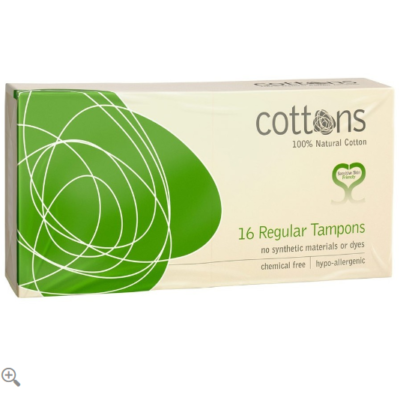 cottons
100% Natural Cotton
16 Regular Tampons
no synthetic materials or dyes
chemical free | hypo-allergenic